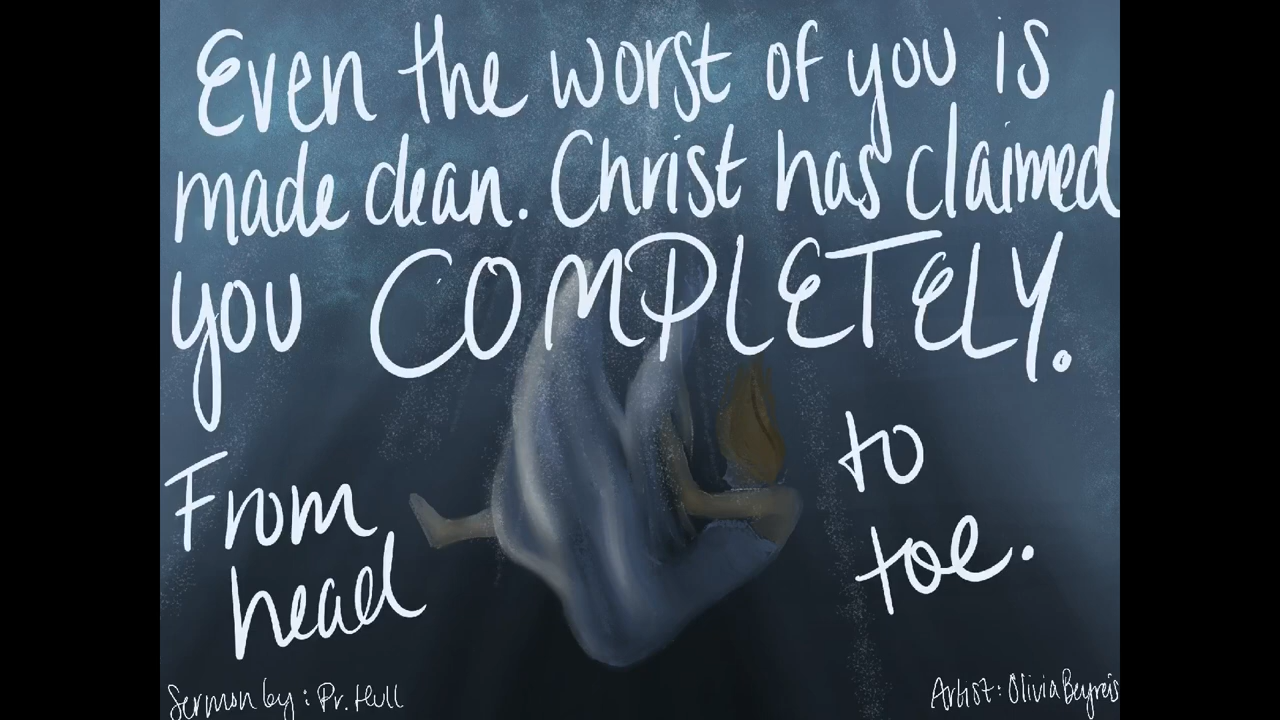 Even the worst of you is
made clean. Christ has claimed
you COMPLETELY.
From head
to toe.
Sermon by: Pr. Hull
Artist: Olivia Beyreis